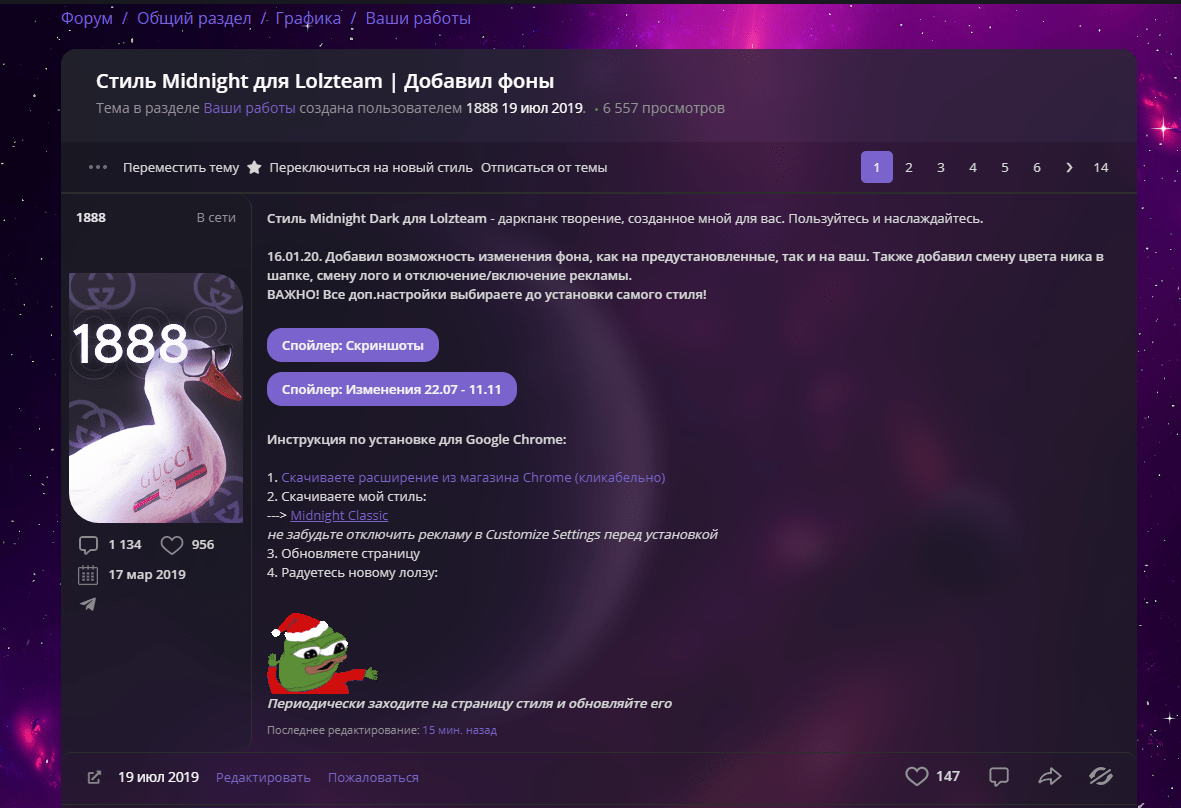 Форум / Общий раздел / Графика / Ваши работы
Стиль Midnight для Lolzteam | Добавил фоны
Тема в разделе Ваши работы создана пользователем 1888 19 июл 2019. • 6 557 просмотров
Переместить тему ★ Переключиться на новый стиль Отписаться от темы
1 2 3 4 5 6 > 14
1888 В сети
1888
GUCCI
1 134 956
17 мар 2019
Стиль Midnight Dark для Lolzteam - даркпанк творение, созданное мной для вас. Пользуйтесь и наслаждайтесь.
16.01.20. Добавил возможность изменения фона, как на предустановленные, так и на ваш. Также добавил смену цвета ника в
шапке, смену лого и отключение/включение рекламы.
ВАЖНО! Все доп.настройки выбираете до установки самого стиля!
Спойлер: Скриншоты
Спойлер: Изменения 22.07 - 11.11
Инструкция по установке для Google Chrome:
1. Скачиваете расширение из магазина Chrome (кликабельно)
2. Скачиваете мой стиль:
---> Midnight Classic
не забудьте отключить рекламу в Customize Settings перед установкой
3. Обновляете страницу
4. Радуетесь новому лолзу:
Периодически заходите на страницу стиля и обновляйте его
Последнее редактирование: 15 мин. назад
19 июл 2019 Редактировать Пожаловаться
147